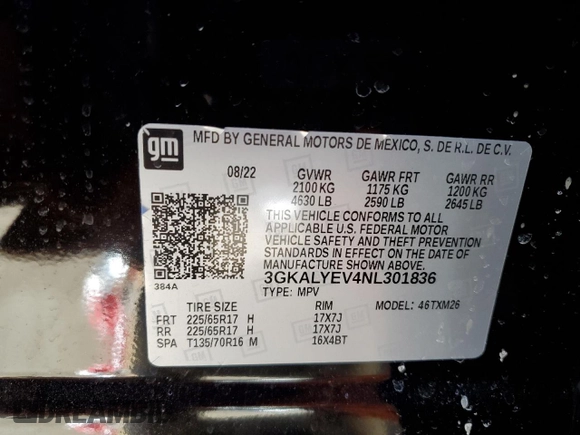 gm
MFD BY GENERAL MOTORS DE MEXICO, S. DE R.L. DE C.V.
08/22 GVWR GAWR FRT GAWR RR
2100 KG 1175 KG 1200 KG
4630 LB 2590 LB 2645 LB
THIS VEHICLE CONFORMS TO ALL
APPLICABLE U.S. FEDERAL MOTOR
VEHICLE SAFETY AND THEFT PREVENTION
STANDARDS IN EFFECT ON THE DATE OF
MANUFACTURE SHOWN ABOVE.
384A
3GKALYEV4NL301836
TYPE: MPV MODEL: 46TXM26
TIRE SIZE RIM
FRT 225/65R17 H 17X7J
RR 225/65R17 H 17X7J
SPA T135/70R16 M 16X4BT